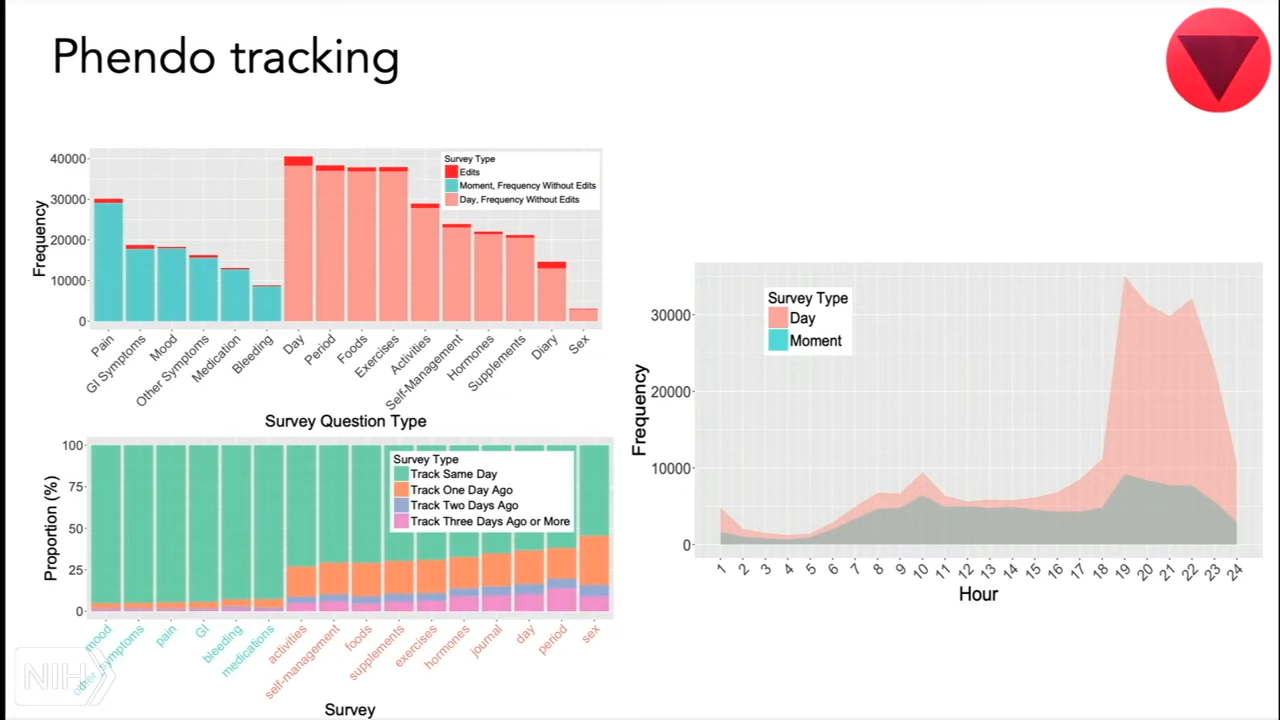 Phendo tracking
Frequency
40000
30000
20000
10000
0
Survey Type
Edits
Moment, Frequency Without Edits
Day, Frequency Without Edits
Pain
GI Symptoms
Mood
Other Symptoms
Medication
Bleeding
Day
Period
Foods
Exercises
Activities
Self-Management
Hormones
Supplements
Diary
Sex
Survey Question Type
Proportion (%)
100
75
50
25
0
Survey Type
Track Same Day
Track One Day Ago
Track Two Days Ago
Track Three Days Ago or More
mood
other symptoms
pain
GI
bleeding
medications
activities
self-management
foods
supplements
exercises
hormones
journal
day
period
sex
Survey
NIH
Frequency
30000
20000
10000
0
Survey Type
Day
Moment
1 2 3 4 5 6 7 8 9 10 11 12 13 14 15 16 17 18 19 20 21 22 23 24
Hour